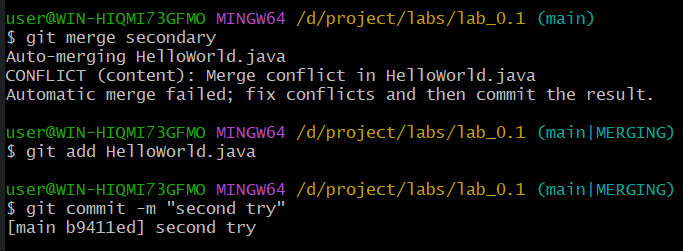 user@WIN-HIQMI73GFMO MINGW64 /d/project/labs/lab_0.1 (main)
$ git merge secondary
Auto-merging HelloWorld.java
CONFLICT (content): Merge conflict in HelloWorld.java
Automatic merge failed; fix conflicts and then commit the result.
user@WIN-HIQMI73GFMO MINGW64 /d/project/labs/lab_0.1 (main|MERGING)
$ git add HelloWorld.java
user@WIN-HIQMI73GFMO MINGW64 /d/project/labs/lab_0.1 (main|MERGING)
$ git commit -m "second try"
[main b9411ed] second try